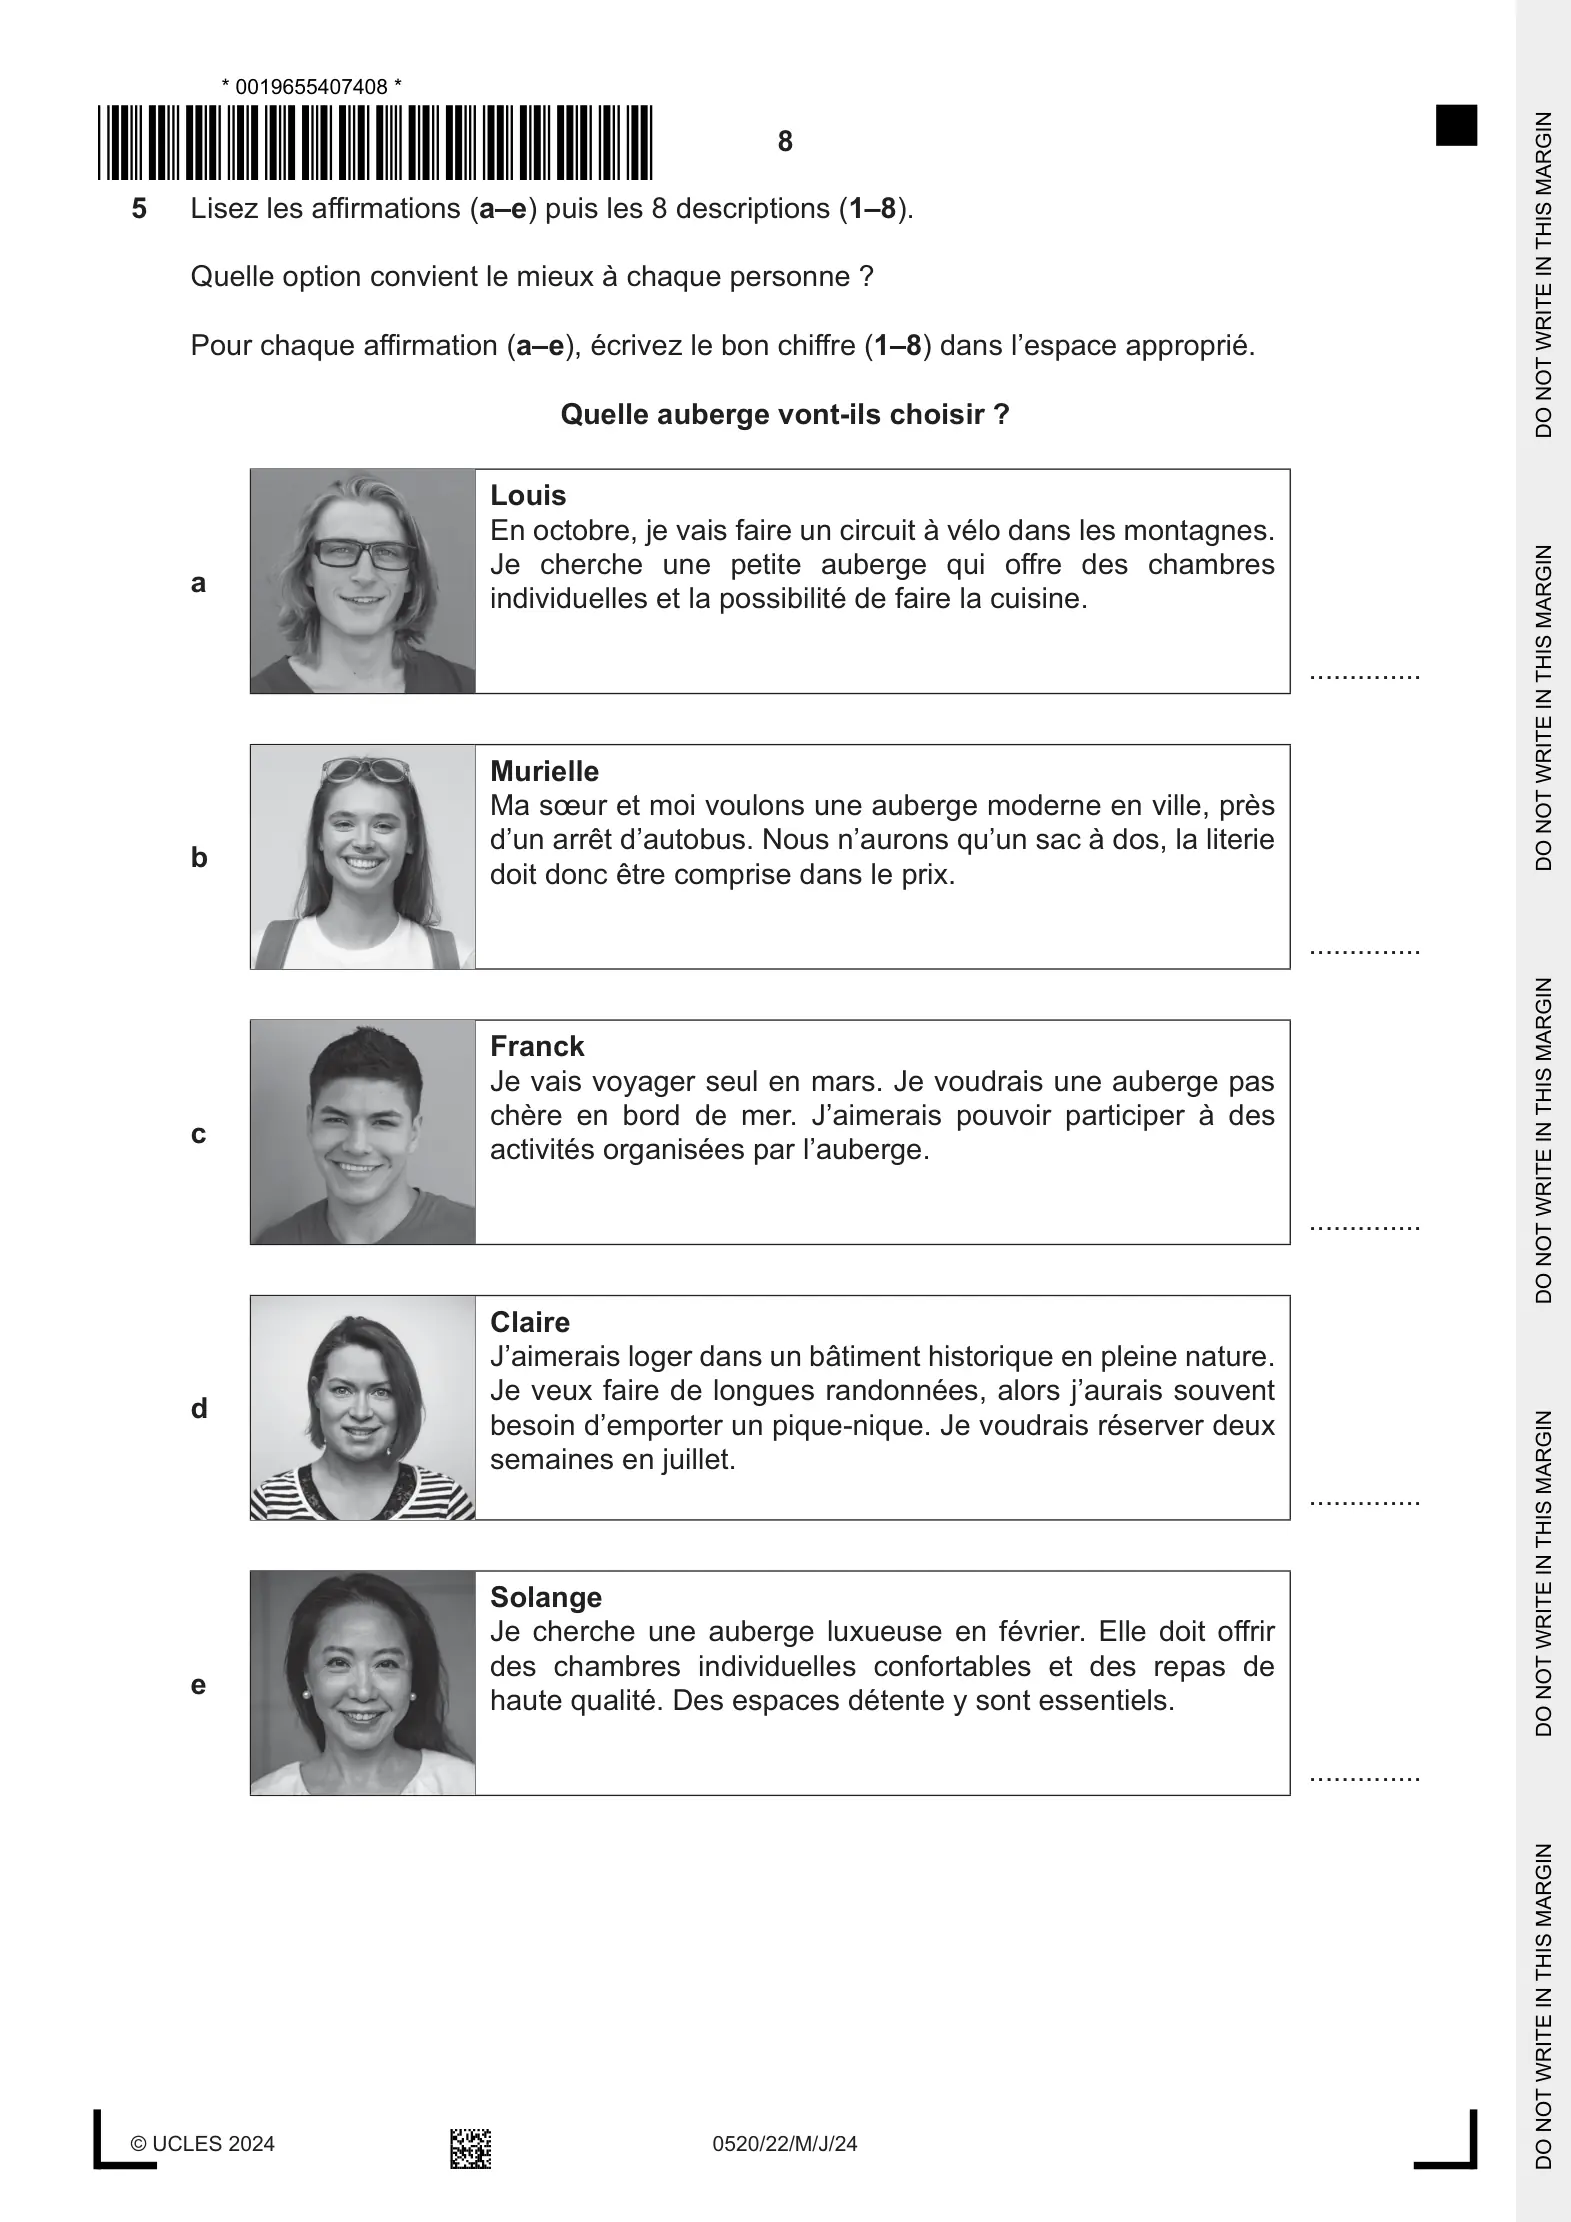 * 0019655407408 *
8
5 Lisez les affirmations (a–e) puis les 8 descriptions (1–8).
Quelle option convient le mieux à chaque personne ?
Pour chaque affirmation (a–e), écrivez le bon chiffre (1–8) dans l’espace approprié.
Quelle auberge vont-ils choisir ?
a
Louis
En octobre, je vais faire un circuit à vélo dans les montagnes.
Je cherche une petite auberge qui offre des chambres
individuelles et la possibilité de faire la cuisine.
..............
b
Murielle
Ma sœur et moi voulons une auberge moderne en ville, près
d’un arrêt d’autobus. Nous n’aurons qu’un sac à dos, la literie
doit donc être comprise dans le prix.
..............
c
Franck
Je vais voyager seul en mars. Je voudrais une auberge pas
chère en bord de mer. J’aimerais pouvoir participer à des
activités organisées par l’auberge.
..............
d
Claire
J’aimerais loger dans un bâtiment historique en pleine nature.
Je veux faire de longues randonnées, alors j’aurais souvent
besoin d’emporter un pique-nique. Je voudrais réserver deux
semaines en juillet.
..............
e
Solange
Je cherche une auberge luxueuse en février. Elle doit offrir
des chambres individuelles confortables et des repas de
haute qualité. Des espaces détente y sont essentiels.
..............
© UCLES 2024
0520/22/M/J/24
DO NOT WRITE IN THIS MARGIN
DO NOT WRITE IN THIS MARGIN
DO NOT WRITE IN THIS MARGIN
DO NOT WRITE IN THIS MARGIN
DO NOT WRITE IN THIS MARGIN